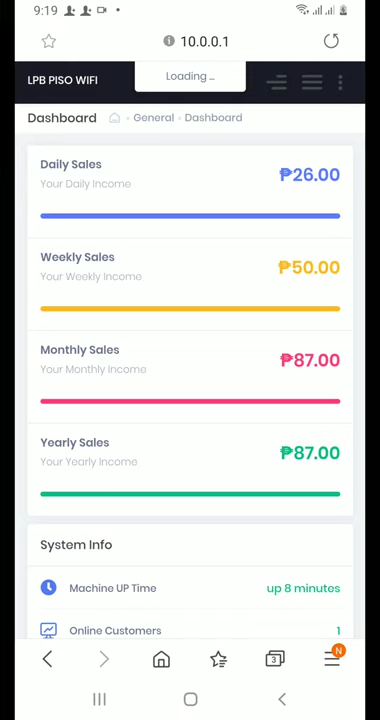 9:19
10.0.0.1
LPB PISO WIFI
Loading ...
Dashboard
General
Dashboard
Daily Sales
Your Daily Income
₱26.00
Weekly Sales
Your Weekly Income
₱50.00
Monthly Sales
Your Monthly Income
₱87.00
Yearly Sales
Your Yearly Income
₱87.00
System Info
Machine UP Time
up 8 minutes
Online Customers
1
3
N